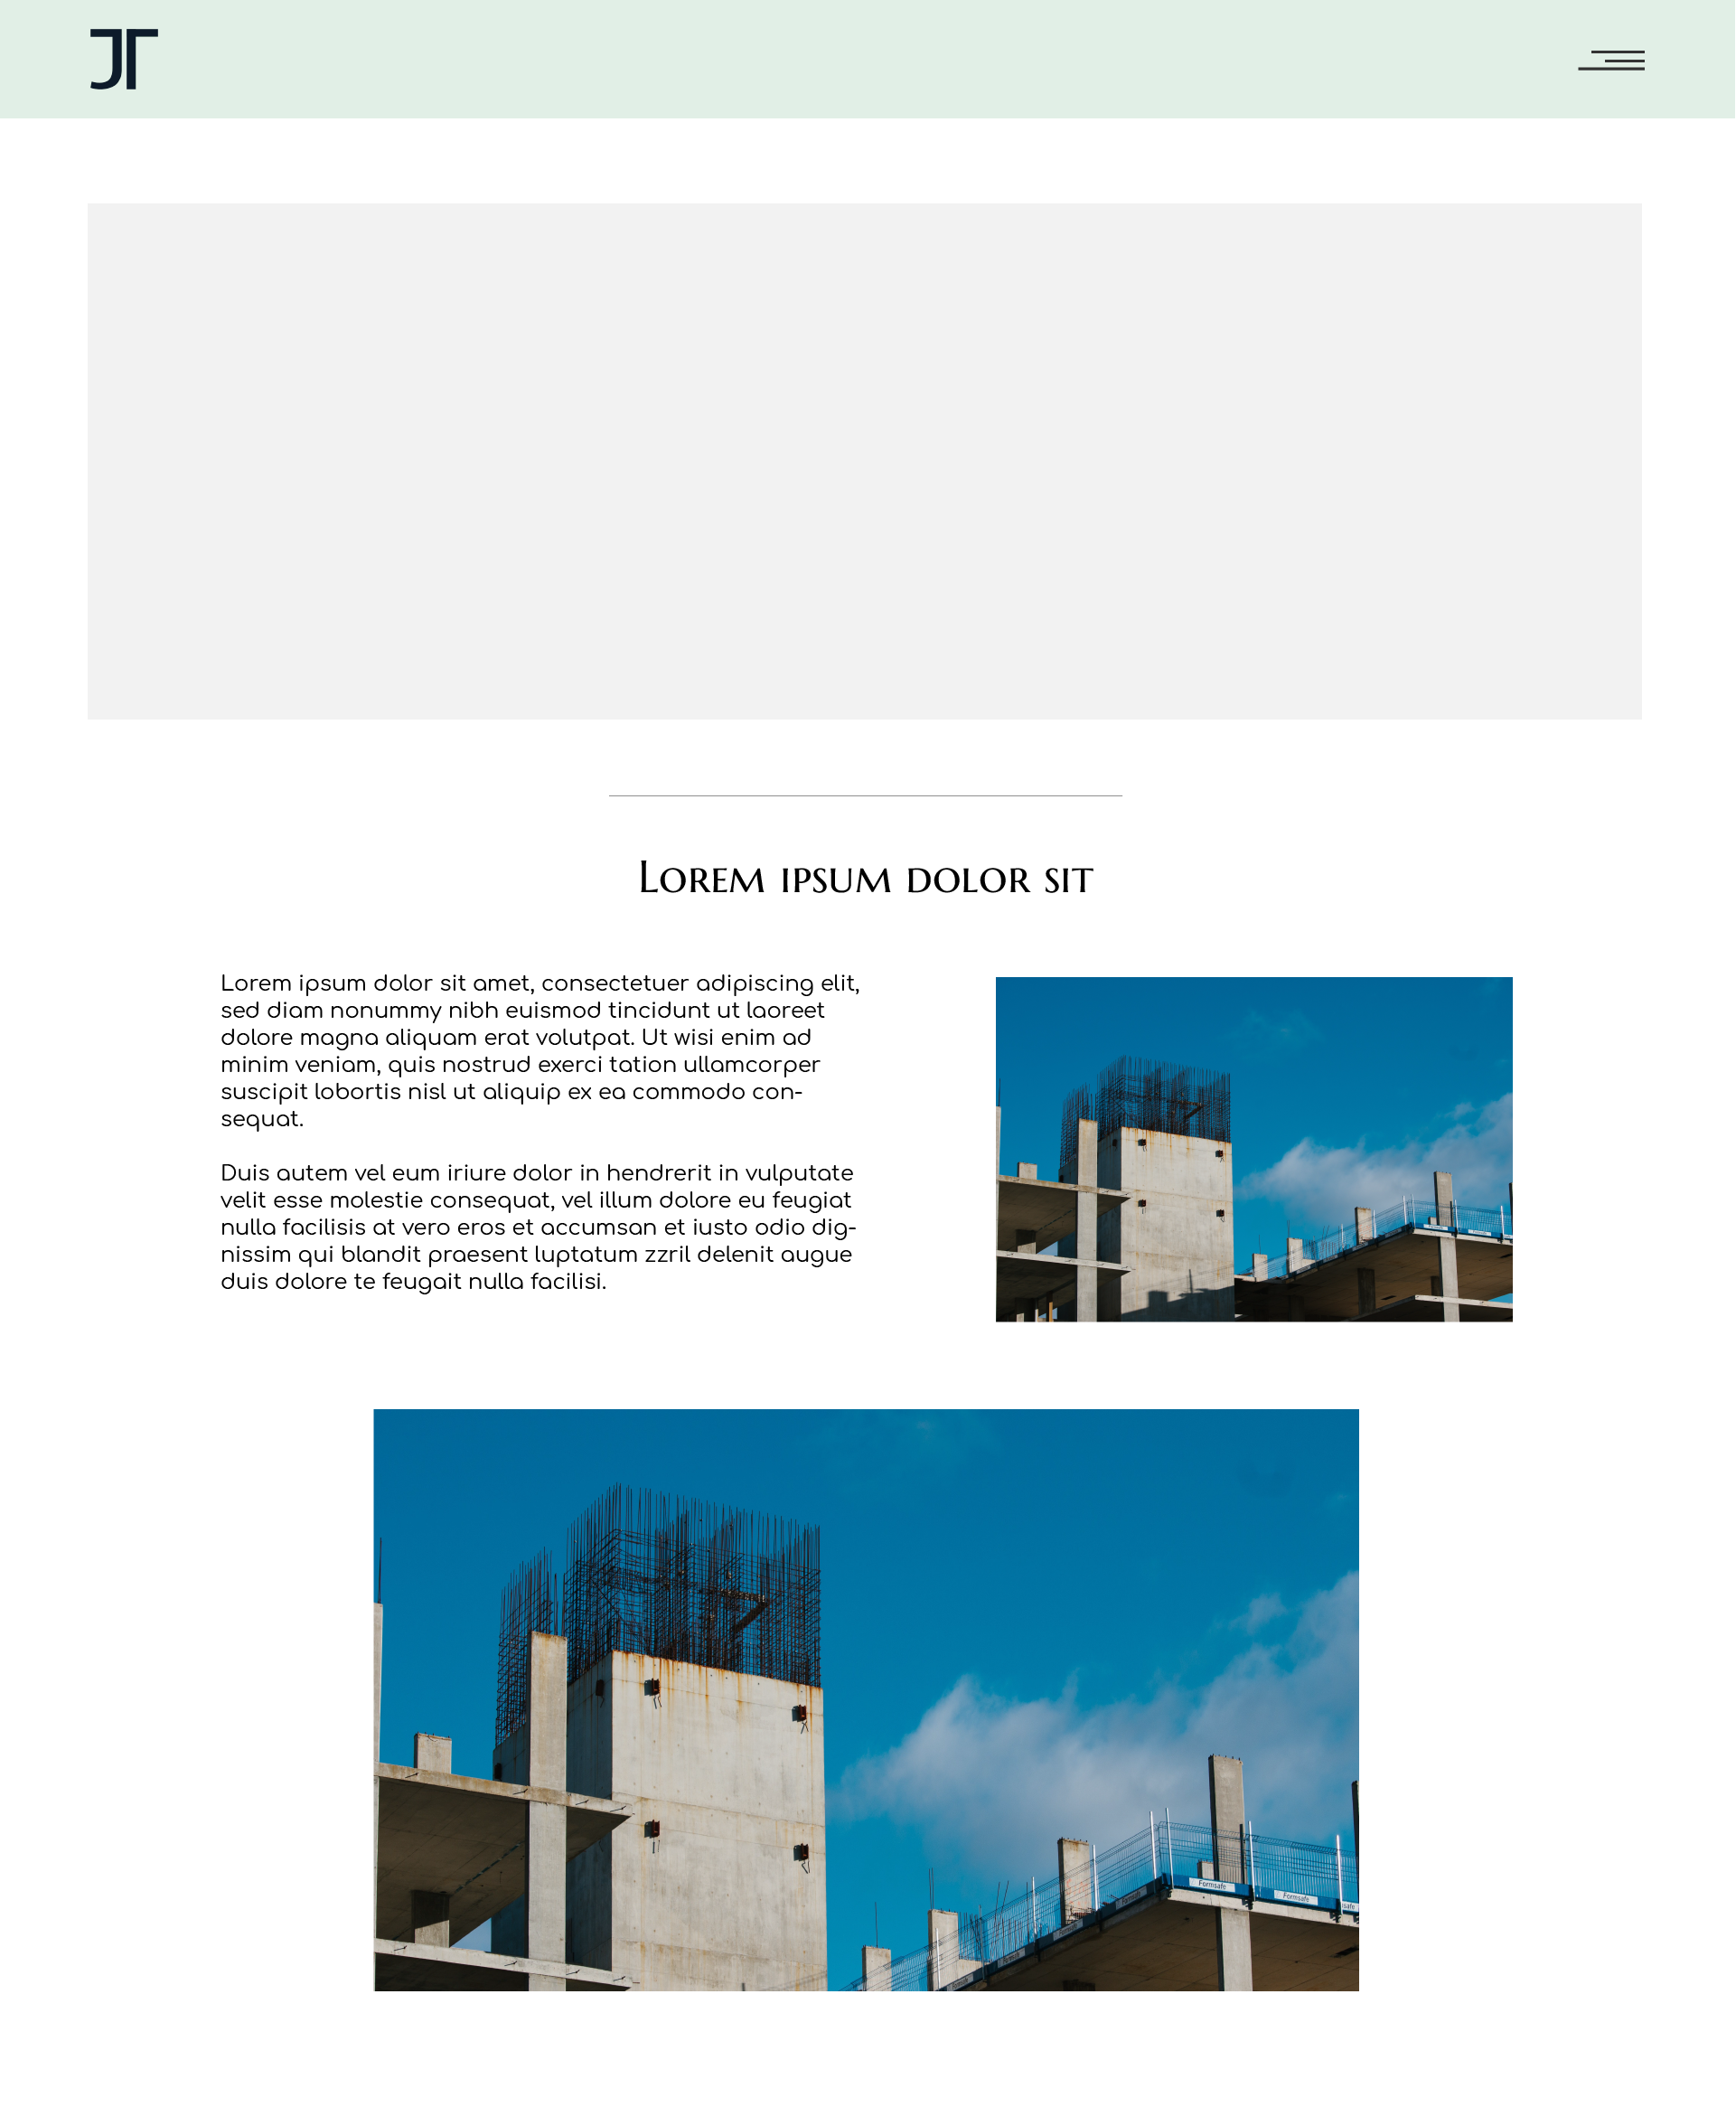 JT
Lorem ipsum dolor sit
Lorem ipsum dolor sit amet, consectetuer adipiscing elit,
sed diam nonummy nibh euismod tincidunt ut laoreet
dolore magna aliquam erat volutpat. Ut wisi enim ad
minim veniam, quis nostrud exerci tation ullamcorper
suscipit lobortis nisl ut aliquip ex ea commodo con-
sequat.
Duis autem vel eum iriure dolor in hendrerit in vulputate
velit esse molestie consequat, vel illum dolore eu feugiat
nulla facilisis at vero eros et accumsan et iusto odio dig-
nissim qui blandit praesent luptatum zzril delenit augue
duis dolore te feugait nulla facilisi.
Formsafe
Formsafe